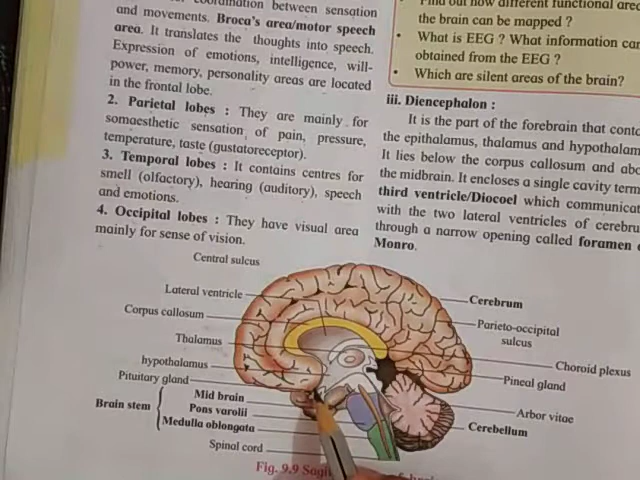 coordination between sensation
and movements. Broca's area/motor speech
area. It translates the thoughts into speech.
Expression of emotions, intelligence, will-
power, memory, personality areas are located
in the frontal lobe.
2. Parietal lobes : They are mainly for
somaesthetic sensation of pain, pressure,
temperature, taste (gustatoreceptor).
3. Temporal lobes : It contains centres for
smell (olfactory), hearing (auditory), speech
and emotions.
4. Occipital lobes : They have visual area
mainly for sense of vision.
Find out how different functional
the brain can be mapped ?
• What is EEG ? What information
obtained from the EEG ?
• Which are silent areas of the brain?
iii. Diencephalon :
It is the part of the forebrain that
the epithalamus, thalamus and
It lies below the corpus callosum and
the midbrain. It encloses a single cavity
third ventricle/Diocoel which
with the two lateral ventricles of
through a narrow opening called foramen
Monro.
Central sulcus
Lateral ventricle
Corpus callosum
Thalamus
hypothalamus
Pituitary gland
Brain stem
Mid brain
Pons varolii
Medulla oblongata
Spinal cord
Cerebrum
Parieto-occipital
sulcus
Choroid plexus
Pineal gland
Arbor vitae
Cerebellum
Fig. 9.9